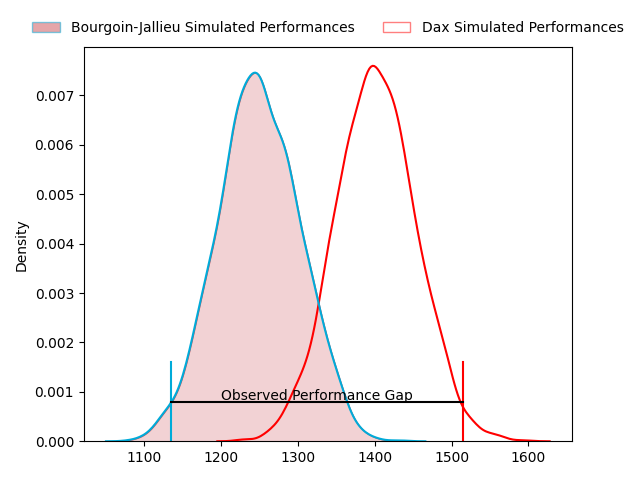 Bourgoin-Jallieu Simulated Performances
Dax Simulated Performances
Density
0.007
0.006
0.005
0.004
0.003
0.002
0.001
0.000
Observed Performance Gap
1100 1200 1300 1400 1500 1600